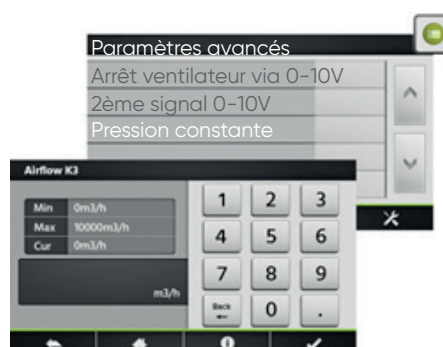 Paramètres avancés
Arrêt ventilateur via 0-10V
2ème signal 0-10V
Pression constante
Airflow K3
Min 0m3/h
Max 10000m3/h
Cur 0m3/h
m3/h
1 2 3
4 5 6
7 8 9
Back 0 .